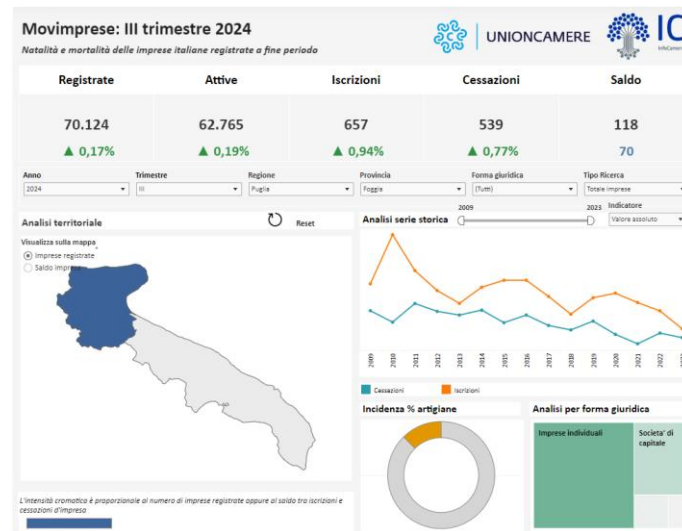 Movimprese: III trimestre 2024
Natalità e mortalità delle imprese italiane registrate a fine periodo
UNIONCAMERE
IC
InfoCamere
Registrate Attive Iscrizioni Cessazioni Saldo
70.124 62.765 657 539 118
▲ 0,17% ▲ 0,19% ▲ 0,94% ▲ 0,77% 70
Anno Trimestre Regione Provincia Forma giuridica Tipo Ricerca
2024 III Puglia Foggia (Tutti) Totale imprese
Analisi territoriale Reset
Analisi serie storica 2009 2023 Indicatore
Valore assoluto
Visualizza sulla mappa
Imprese registrate
Saldo imprese
2009 2010 2011 2012 2013 2014 2015 2016 2017 2018 2019 2020 2021 2022
Cessazioni Iscrizioni
Incidenza % artigiane Analisi per forma giuridica
Imprese individuali Societa' di
capitale
L'intensità cromatica è proporzionale al numero di imprese registrate oppure al saldo tra iscrizioni e
cessazioni d'impresa